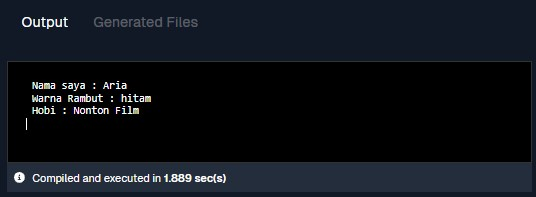 Output Generated Files
Nama saya : Aria
Warna Rambut : hitam
Hobi : Nonton Film
Compiled and executed in 1.889 sec(s)